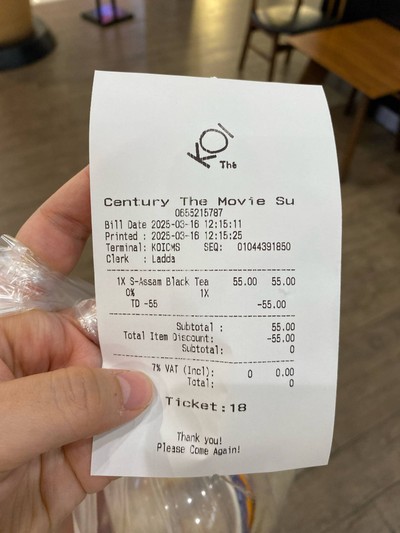 KOI
Thé
Century The Movie Su
0655215787
Bill Date 2025-03-16 12:15:11
Printed : 2025-03-16 12:15:25
Terminal: KOICMS SEQ: 01044391850
Clerk : Ladda
1X S-Assam Black Tea 55.00 55.00
0% 1X
TD -55 -55.00
Subtotal : 55.00
Total Item Discount: -55.00
Subtotal: 0
7% VAT (Incl): 0 0.00
Total: 0
Ticket:18
Thank you!
Please Come Again!